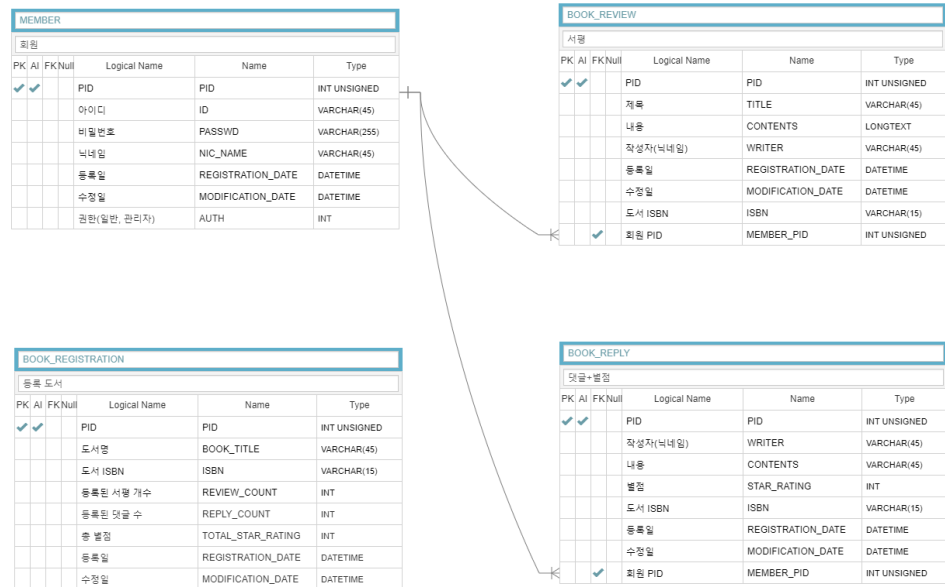 MEMBER
회원
PK AI FK Null Logical Name Name Type
PID PID INT UNSIGNED
아이디 ID VARCHAR(45)
비밀번호 PASSWD VARCHAR(255)
닉네임 NIC_NAME VARCHAR(45)
등록일 REGISTRATION_DATE DATETIME
수정일 MODIFICATION_DATE DATETIME
권한(일반, 관리자) AUTH INT
BOOK_REVIEW
서평
PK AI FK Null Logical Name Name Type
PID PID INT UNSIGNED
제목 TITLE VARCHAR(45)
내용 CONTENTS LONGTEXT
작성자(닉네임) WRITER VARCHAR(45)
등록일 REGISTRATION_DATE DATETIME
수정일 MODIFICATION_DATE DATETIME
도서 ISBN ISBN VARCHAR(15)
회원 PID MEMBER_PID INT UNSIGNED
BOOK_REGISTRATION
등록 도서
PK AI FK Null Logical Name Name Type
PID PID INT UNSIGNED
도서명 BOOK_TITLE VARCHAR(45)
도서 ISBN ISBN VARCHAR(15)
등록된 서평 개수 REVIEW_COUNT INT
등록된 댓글 수 REPLY_COUNT INT
총 별점 TOTAL_STAR_RATING INT
등록일 REGISTRATION_DATE DATETIME
수정일 MODIFICATION_DATE DATETIME
BOOK_REPLY
댓글+별점
PK AI FK Null Logical Name Name Type
PID PID INT UNSIGNED
작성자(닉네임) WRITER VARCHAR(45)
내용 CONTENTS VARCHAR(45)
별점 STAR_RATING INT
도서 ISBN ISBN VARCHAR(15)
등록일 REGISTRATION_DATE DATETIME
수정일 MODIFICATION_DATE DATETIME
회원 PID MEMBER_PID INT UNSIGNED